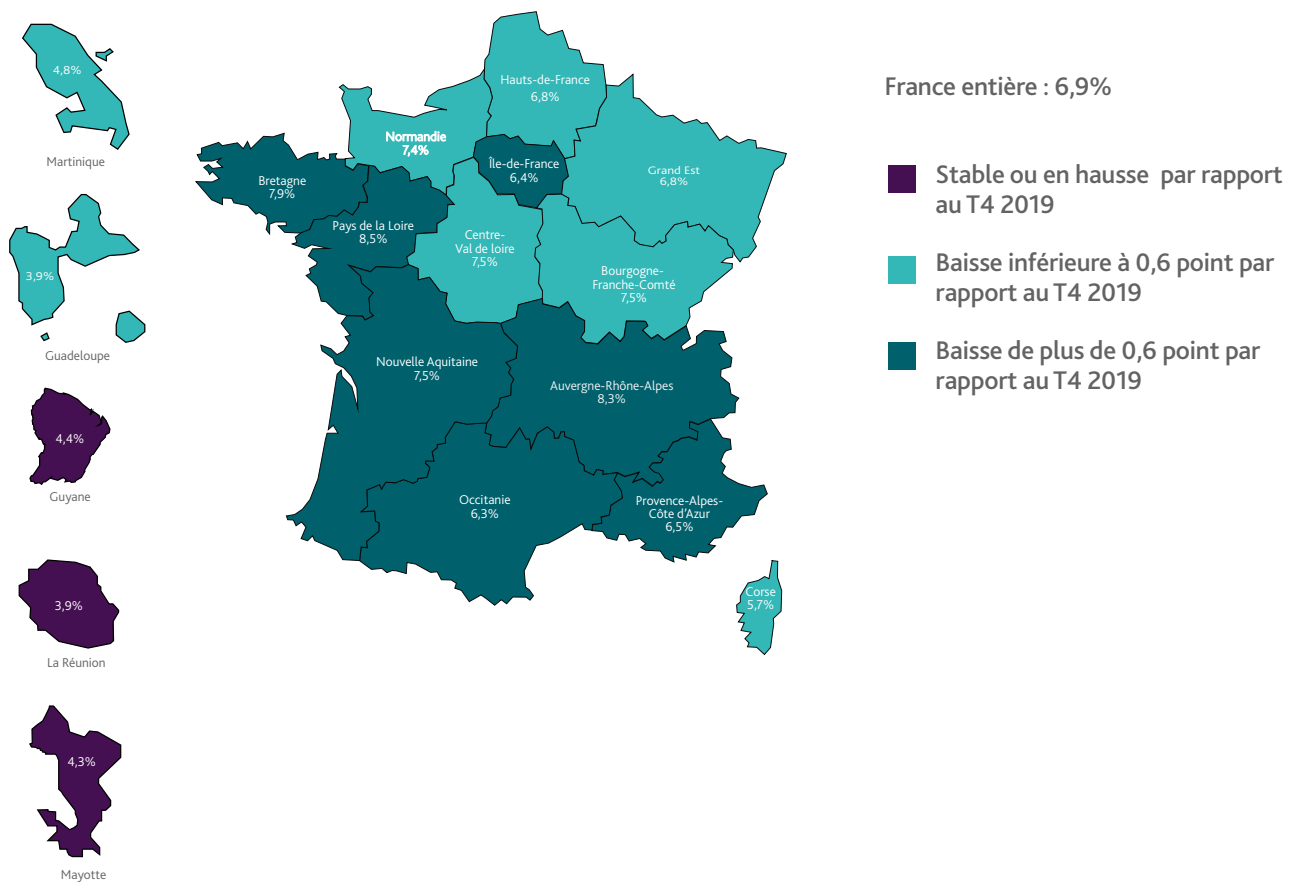 4,8%
Martinique
3,9%
Guadeloupe
4,4%
Guyane
3,9%
La Réunion
4,3%
Mayotte
Hauts-de-France
6,8%
Normandie
7,4%
Île-de-France
6,4%
Grand Est
6,8%
Bretagne
7,9%
Pays de la Loire
8,5%
Centre-
Val de loire
7,5%
Bourgogne-
Franche-Comté
7,5%
Nouvelle Aquitaine
7,5%
Auvergne-Rhône-Alpes
8,3%
Occitanie
6,3%
Provence-Alpes-
Côte d'Azur
6,5%
Corse
5,7%
France entière : 6,9%
Stable ou en hausse par rapport
au T4 2019
Baisse inférieure à 0,6 point par
rapport au T4 2019
Baisse de plus de 0,6 point par
rapport au T4 2019